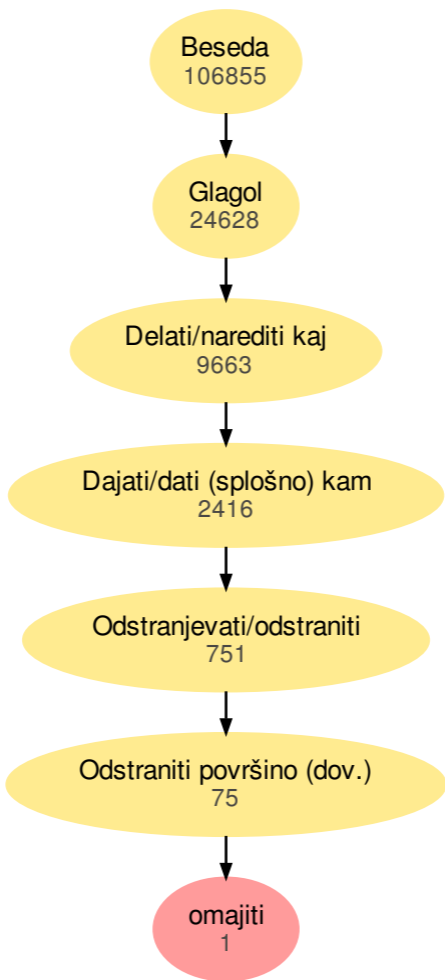 Beseda
106855
Glagol
24628
Delati/narediti kaj
9663
Dajati/dati (splošno) kam
2416
Odstranjevati/odstraniti
751
Odstraniti površino (dov.)
75
omajiti
1